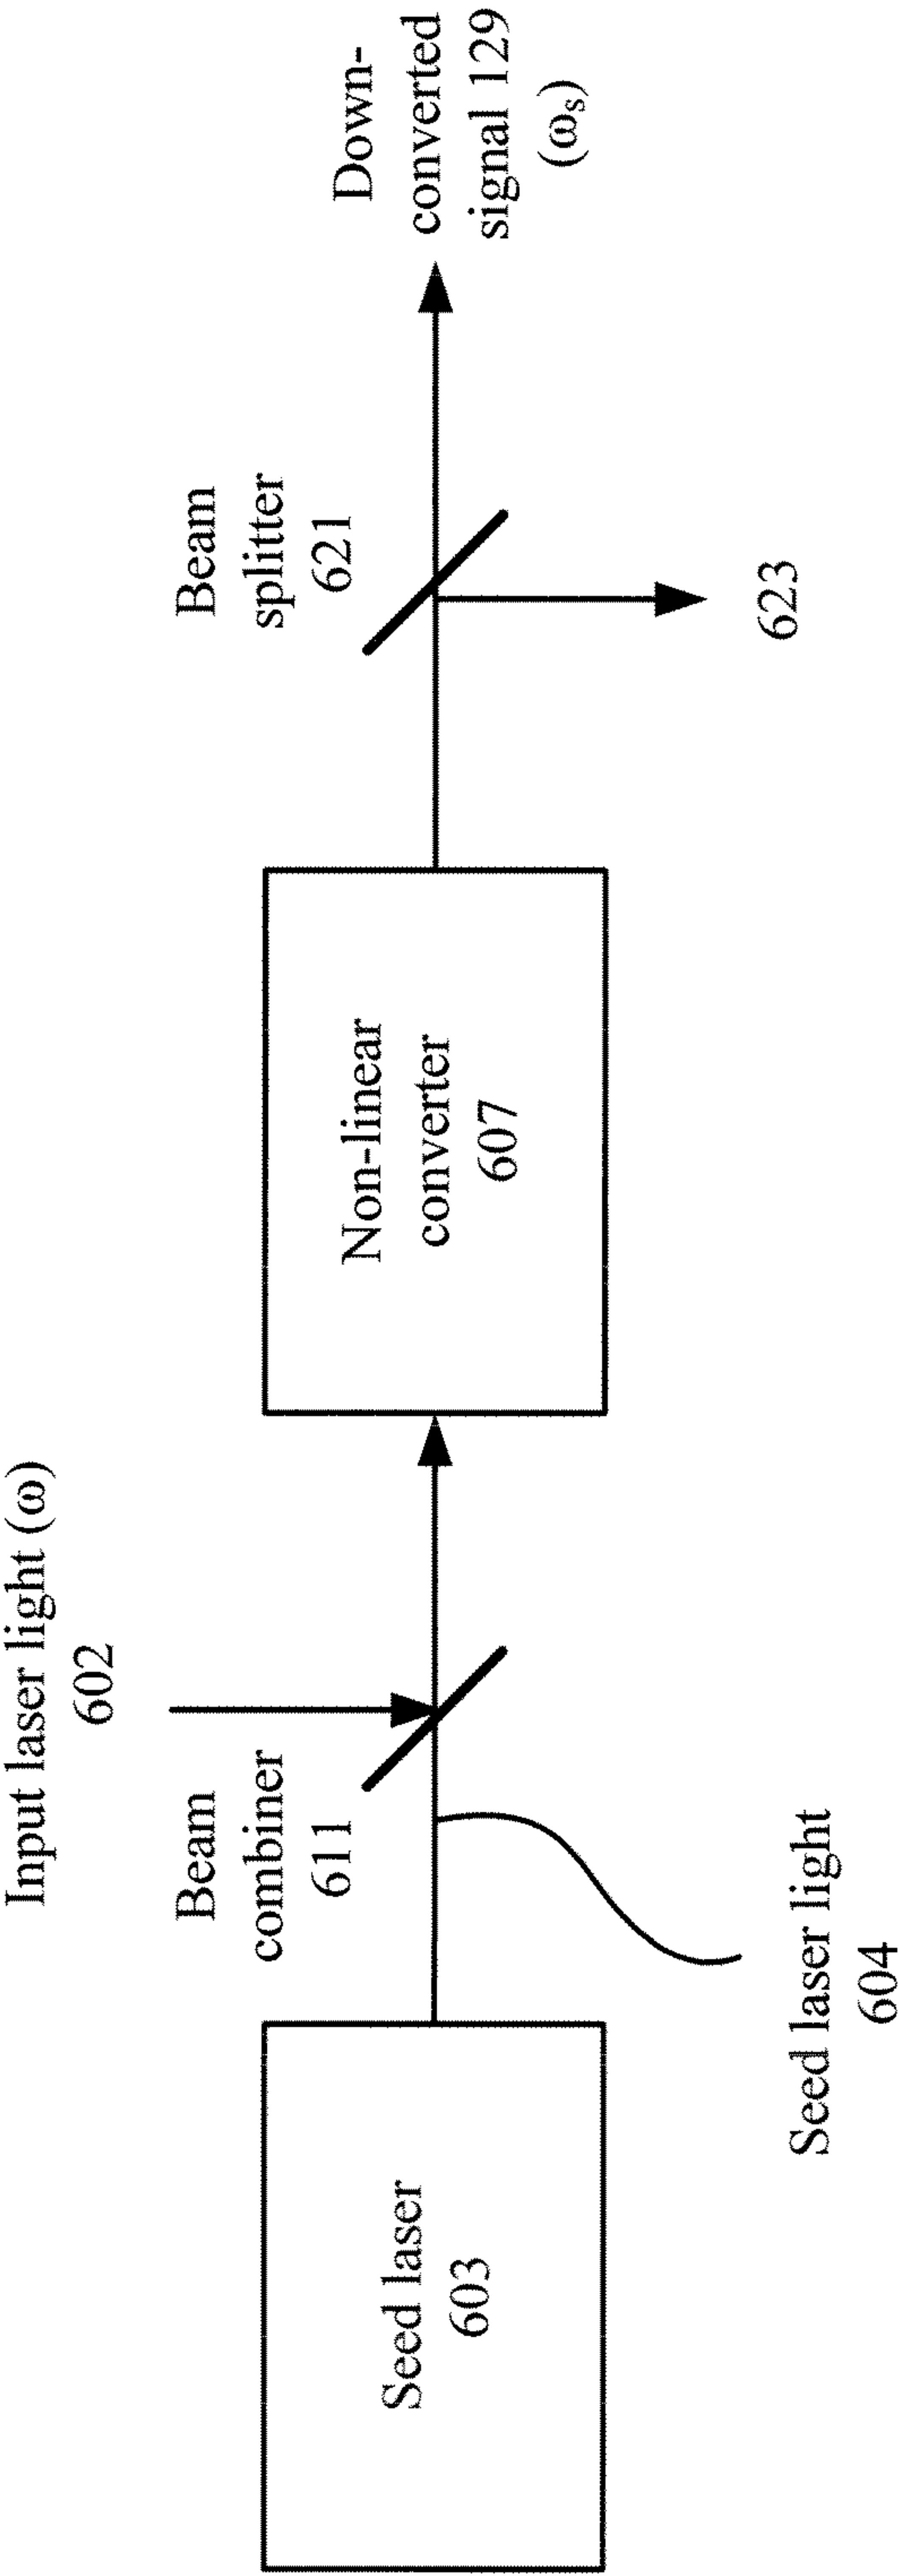 Input laser light (ω)
602
Beam
combiner
611
Seed laser
603
Seed laser light
604
Non-linear
converter
607
Beam
splitter
621
623
Down-
converted
signal 129
(ωs)